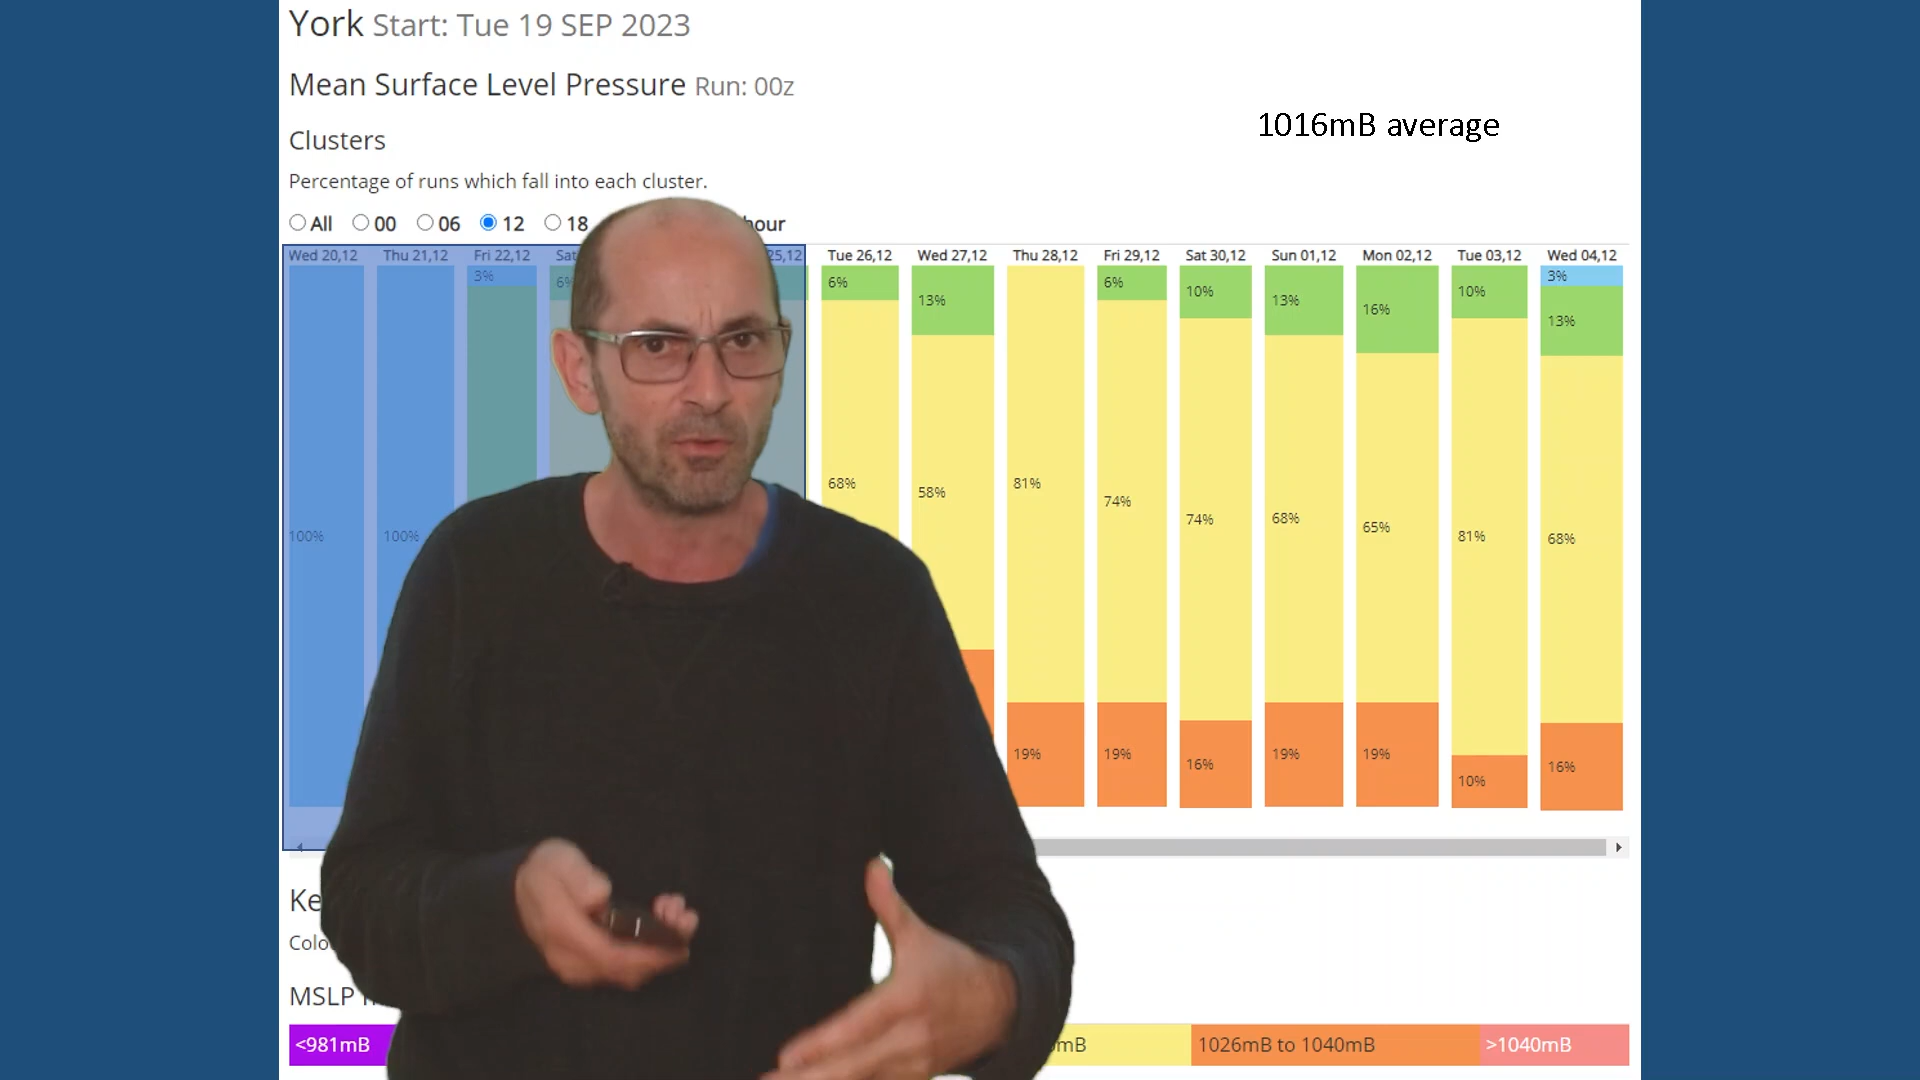 York Start: Tue 19 SEP 2023
Mean Surface Level Pressure Run: 00z
1016mB average
Clusters
Percentage of runs which fall into each cluster.
All 00 06 12 18 hour
Wed 20,12 Thu 21,12 Fri 22,12 Sat 25,12 Tue 26,12 Wed 27,12 Thu 28,12 Fri 29,12 Sat 30,12 Sun 01,12 Mon 02,12 Tue 03,12 Wed 04,12
3% 6% 6% 13% 6% 10% 13% 16% 10% 3%
13%
100% 100% 68% 58% 81% 74% 74% 68% 65% 81% 68%
19% 19% 16% 19% 19% 10% 16%
MSLP
<981mB mB 1026mB to 1040mB >1040mB